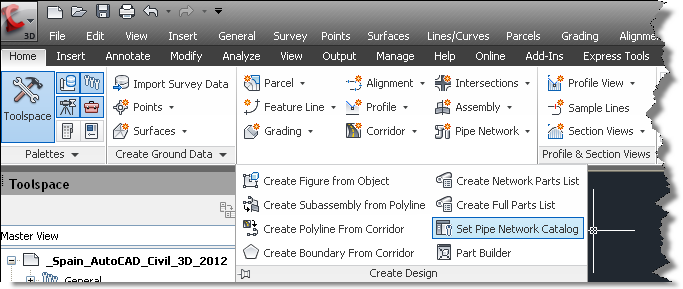 3D
File Edit View Insert General Survey Points Surfaces Lines/Curves Parcels Grading Alignme
Home Insert Annotate Modify Analyze View Output Manage Help Online Add-Ins Express Tools
Toolspace
Import Survey Data
Points
Surfaces
Parcel
Feature Line
Grading
Alignment
Profile
Corridor
Intersections
Assembly
Pipe Network
Profile View
Sample Lines
Section Views
Palettes
Create Ground Data
Profile & Section Views
Create Figure from Object
Create Subassembly from Polyline
Create Polyline From Corridor
Create Boundary From Corridor
Create Network Parts List
Create Full Parts List
Set Pipe Network Catalog
Part Builder
Create Design
Toolspace
Master View
_Spain_AutoCAD_Civil_3D_2012
General